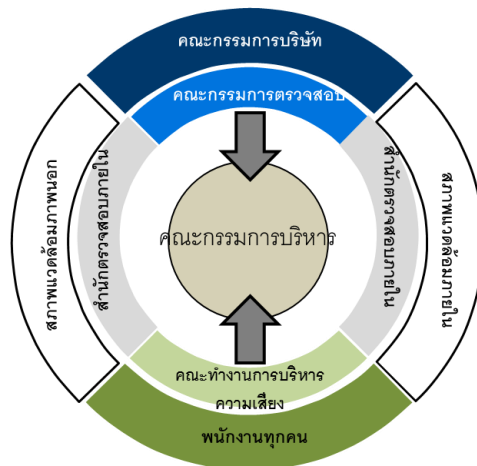 คณะกรรมการบริษัท
คณะกรรมการตรวจสอบ
สภาพแวดล้อมภาพนอก
สำนักตรวจสอบภายใน
คณะกรรมการบริหาร
สำนักตรวจสอบภายใน
สภาพแวดล้อมภายใน
คณะทำงานการบริหาร
ความเสี่ยง
พนักงานทุกคน